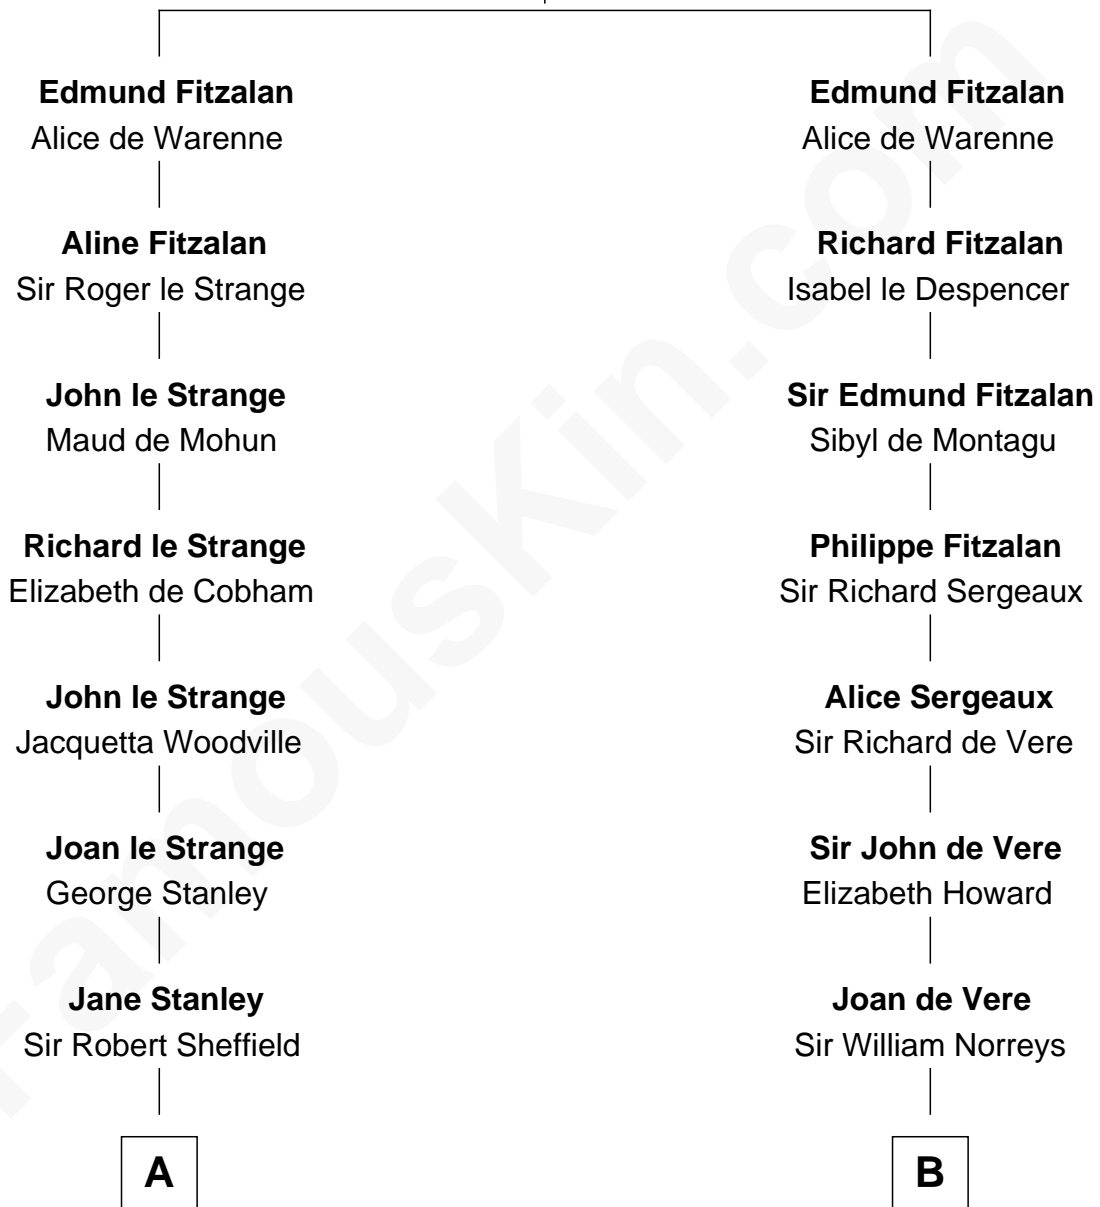 Edmund Fitzalan
Alice de Warenne
Aline Fitzalan
Sir Roger le Strange
John le Strange
Maud de Mohun
Richard le Strange
Elizabeth de Cobham
John le Strange
Jacquetta Woodville
Joan le Strange
George Stanley
Jane Stanley
Sir Robert Sheffield
A
Edmund Fitzalan
Alice de Warenne
Richard Fitzalan
Isabel le Despencer
Sir Edmund Fitzalan
Sibyl de Montagu
Philippe Fitzalan
Sir Richard Sergeaux
Alice Sergeaux
Sir Richard de Vere
Sir John de Vere
Elizabeth Howard
Joan de Vere
Sir William Norreys
B
FamousKin.com